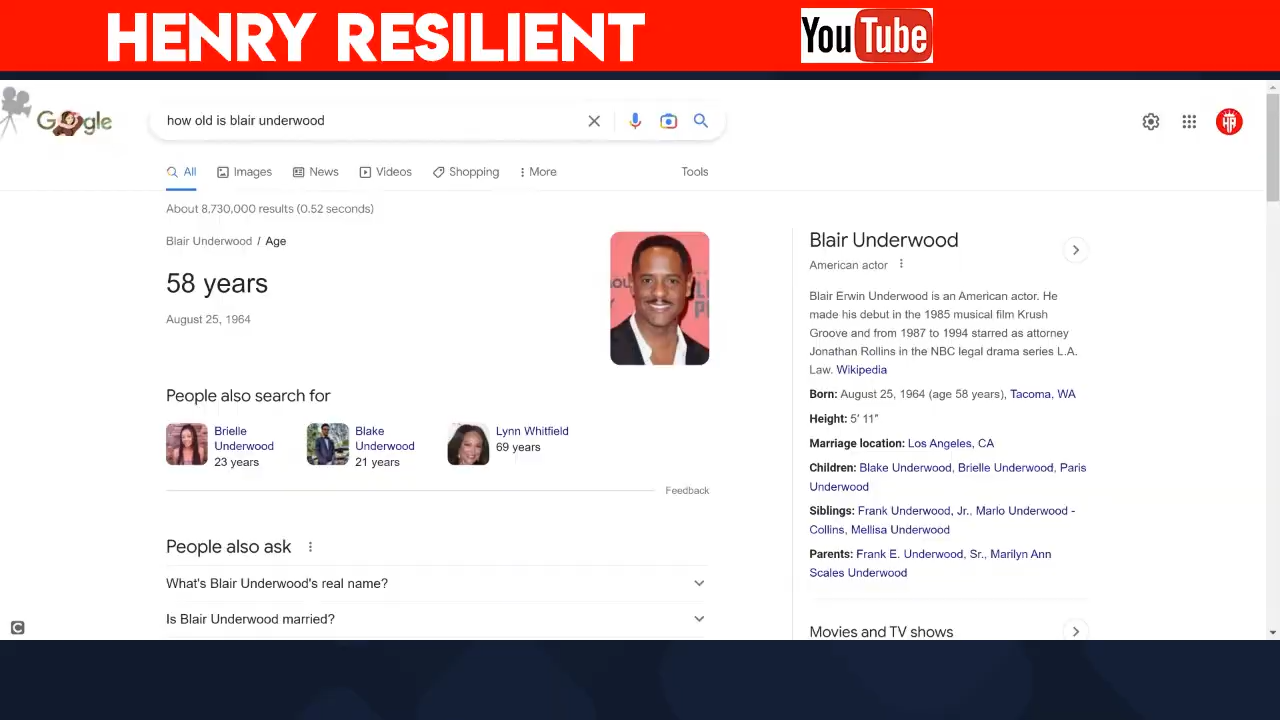 HENRY RESILIENT
YouTube
Google
how old is blair underwood
All
Images
News
Videos
Shopping
More
Tools
About 8,730,000 results (0.52 seconds)
Blair Underwood / Age
58 years
August 25, 1964
People also search for
Brielle
Underwood
23 years
Blake
Underwood
21 years
Lynn Whitfield
69 years
Feedback
People also ask
What's Blair Underwood's real name?
Is Blair Underwood married?
Blair Underwood
American actor
Blair Erwin Underwood is an American actor. He
made his debut in the 1985 musical film Krush
Groove and from 1987 to 1994 starred as attorney
Jonathan Rollins in the NBC legal drama series L.A.
Law. Wikipedia
Born: August 25, 1964 (age 58 years), Tacoma, WA
Height: 5′ 11″
Marriage location: Los Angeles, CA
Children: Blake Underwood, Brielle Underwood, Paris
Underwood
Siblings: Frank Underwood, Jr., Marlo Underwood -
Collins, Mellisa Underwood
Parents: Frank E. Underwood, Sr., Marilyn Ann
Scales Underwood
Movies and TV shows